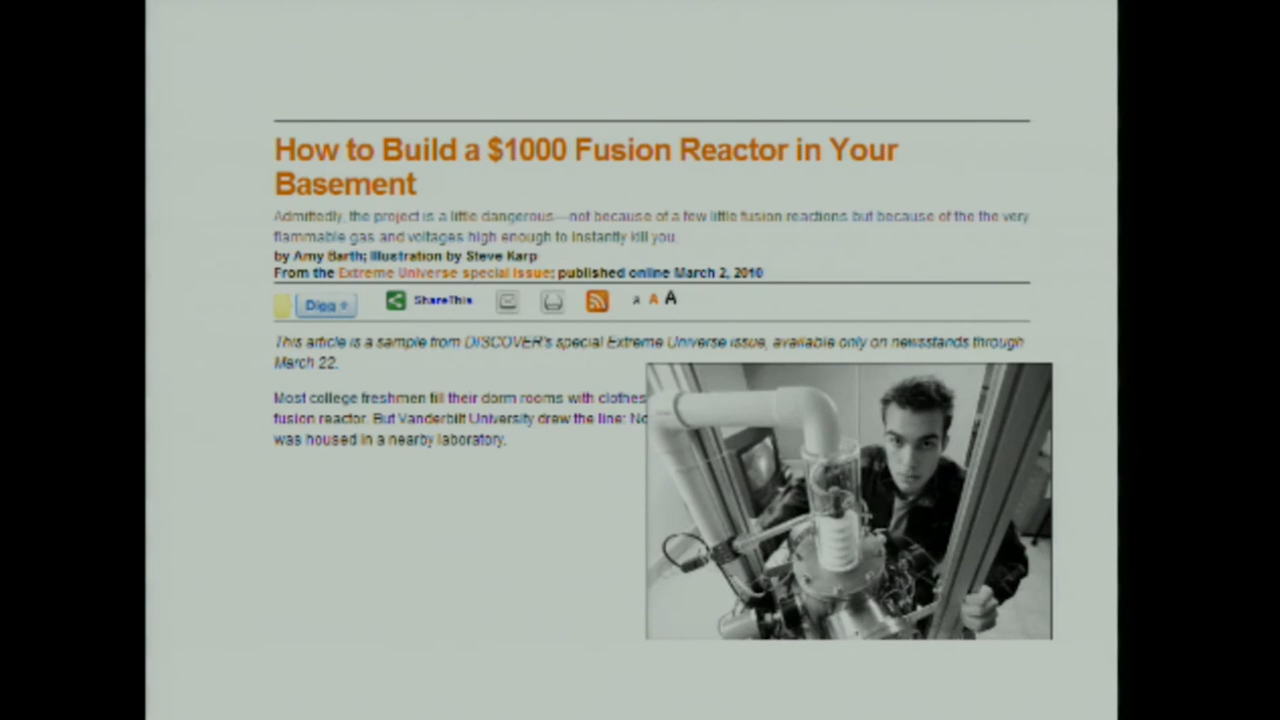 How to Build a $1000 Fusion Reactor in Your
Basement
Admittedly, the project is a little dangerous—not because of a few little fusion reactions but because of the the very
flammable gas and voltages high enough to instantly kill you.
by Amy Barth; Illustration by Steve Karp
From the Extreme Universe special issue; published online March 2, 2010
Digg + ShareThis A A A
This article is a sample from DISCOVER's special Extreme Universe issue, available only on newsstands through
March 22.
Most college freshmen fill their dorm rooms with clothes
fusion reactor. But Vanderbilt University drew the line: No
was housed in a nearby laboratory.